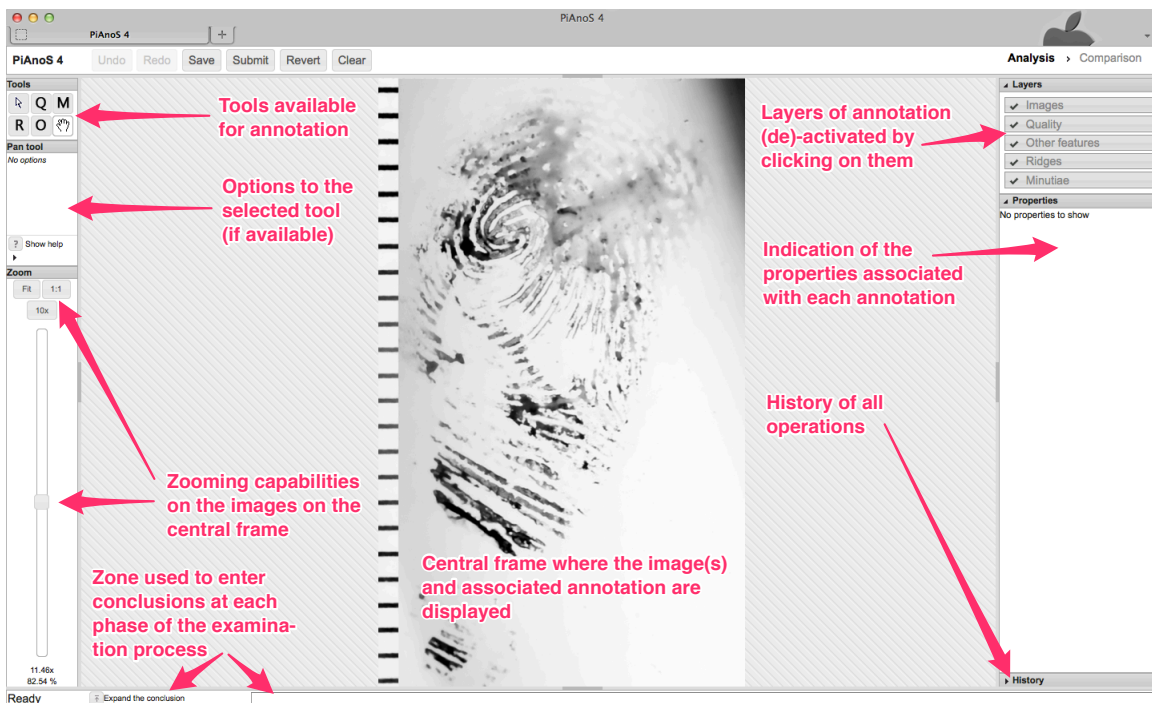 PiAnoS 4
PiAnoS 4
+
PiAnoS 4
Undo Redo Save Submit Revert Clear
Analysis › Comparison
Tools
Q M
R O
Pan tool
No options
? Show help
Zoom
Fit 1:1
10x
11.46x
82.54 %
Ready
Expand the conclusion
Tools available
for annotation
Options to the
selected tool
(if available)
Zooming capabilities
on the images on the
central frame
Zone used to enter
conclusions at each
phase of the examina-
tion process
Central frame where the image(s)
and associated annotation are
displayed
Layers of annotation
(de)-activated by
clicking on them
Indication of the
properties associated
with each annotation
History of all
operations
Layers
Images
Quality
Other features
Ridges
Minutiae
Properties
No properties to show
History